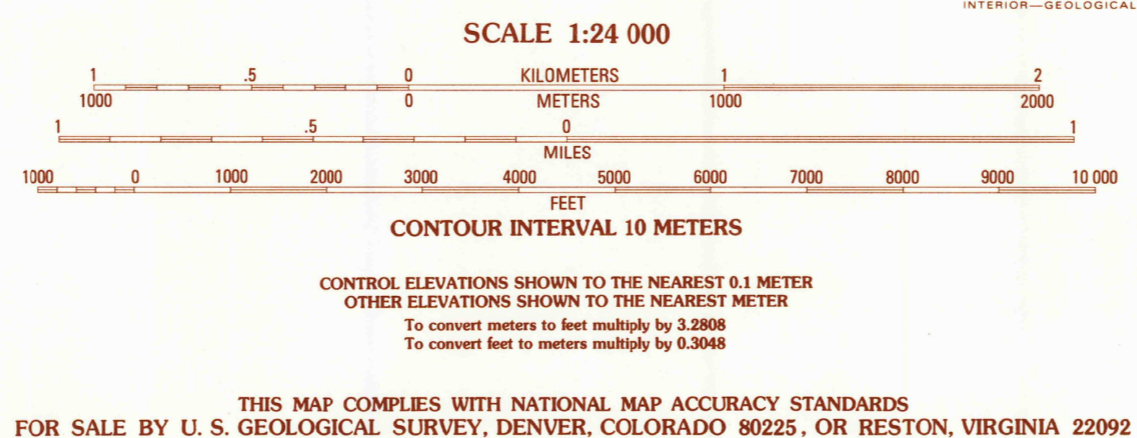 INTERIOR—GEOLOGICAL
SCALE 1:24 000
1 .5 0 KILOMETERS 1 2
1000 0 METERS 1000 2000
1 .5 0 1
MILES
1000 0 1000 2000 3000 4000 5000 6000 7000 8000 9000 10 000
FEET
CONTOUR INTERVAL 10 METERS
CONTROL ELEVATIONS SHOWN TO THE NEAREST 0.1 METER
OTHER ELEVATIONS SHOWN TO THE NEAREST METER
To convert meters to feet multiply by 3.2808
To convert feet to meters multiply by 0.3048
THIS MAP COMPLIES WITH NATIONAL MAP ACCURACY STANDARDS
FOR SALE BY U. S. GEOLOGICAL SURVEY, DENVER, COLORADO 80225, OR RESTON, VIRGINIA 22092